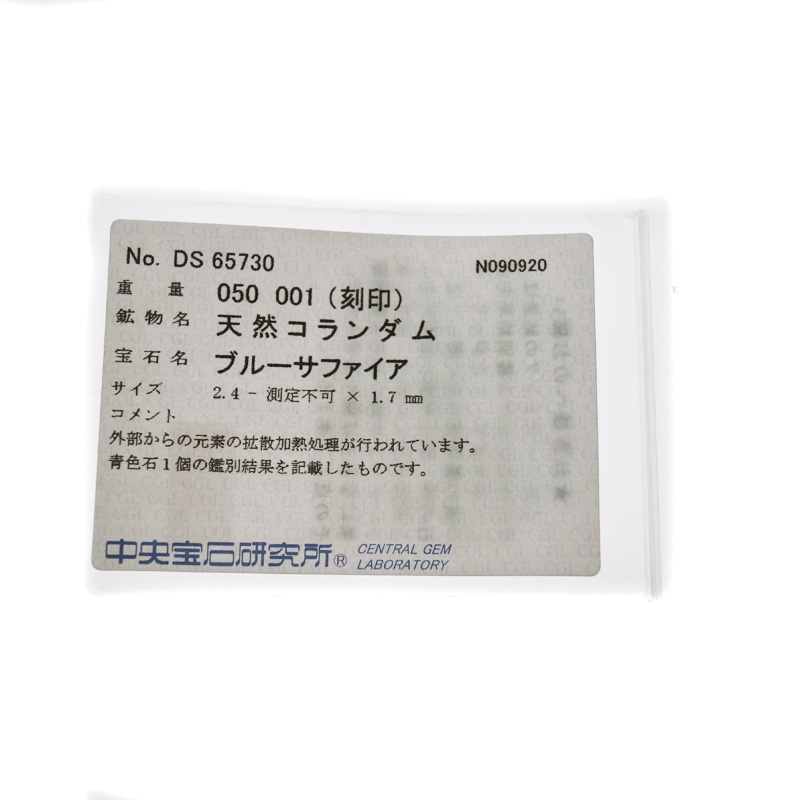 No. DS 65730
N090920
重量 050 001 (刻印)
鉱物名 天然コランダム
宝石名 ブルーサファイア
サイズ 2.4 - 測定不可 × 1.7 mm
コメント
外部からの元素の拡散加熱処理が行われています。
青色石1個の鑑別結果を記載したものです。
中央宝石研究所® CENTRAL GEM
LABORATORY